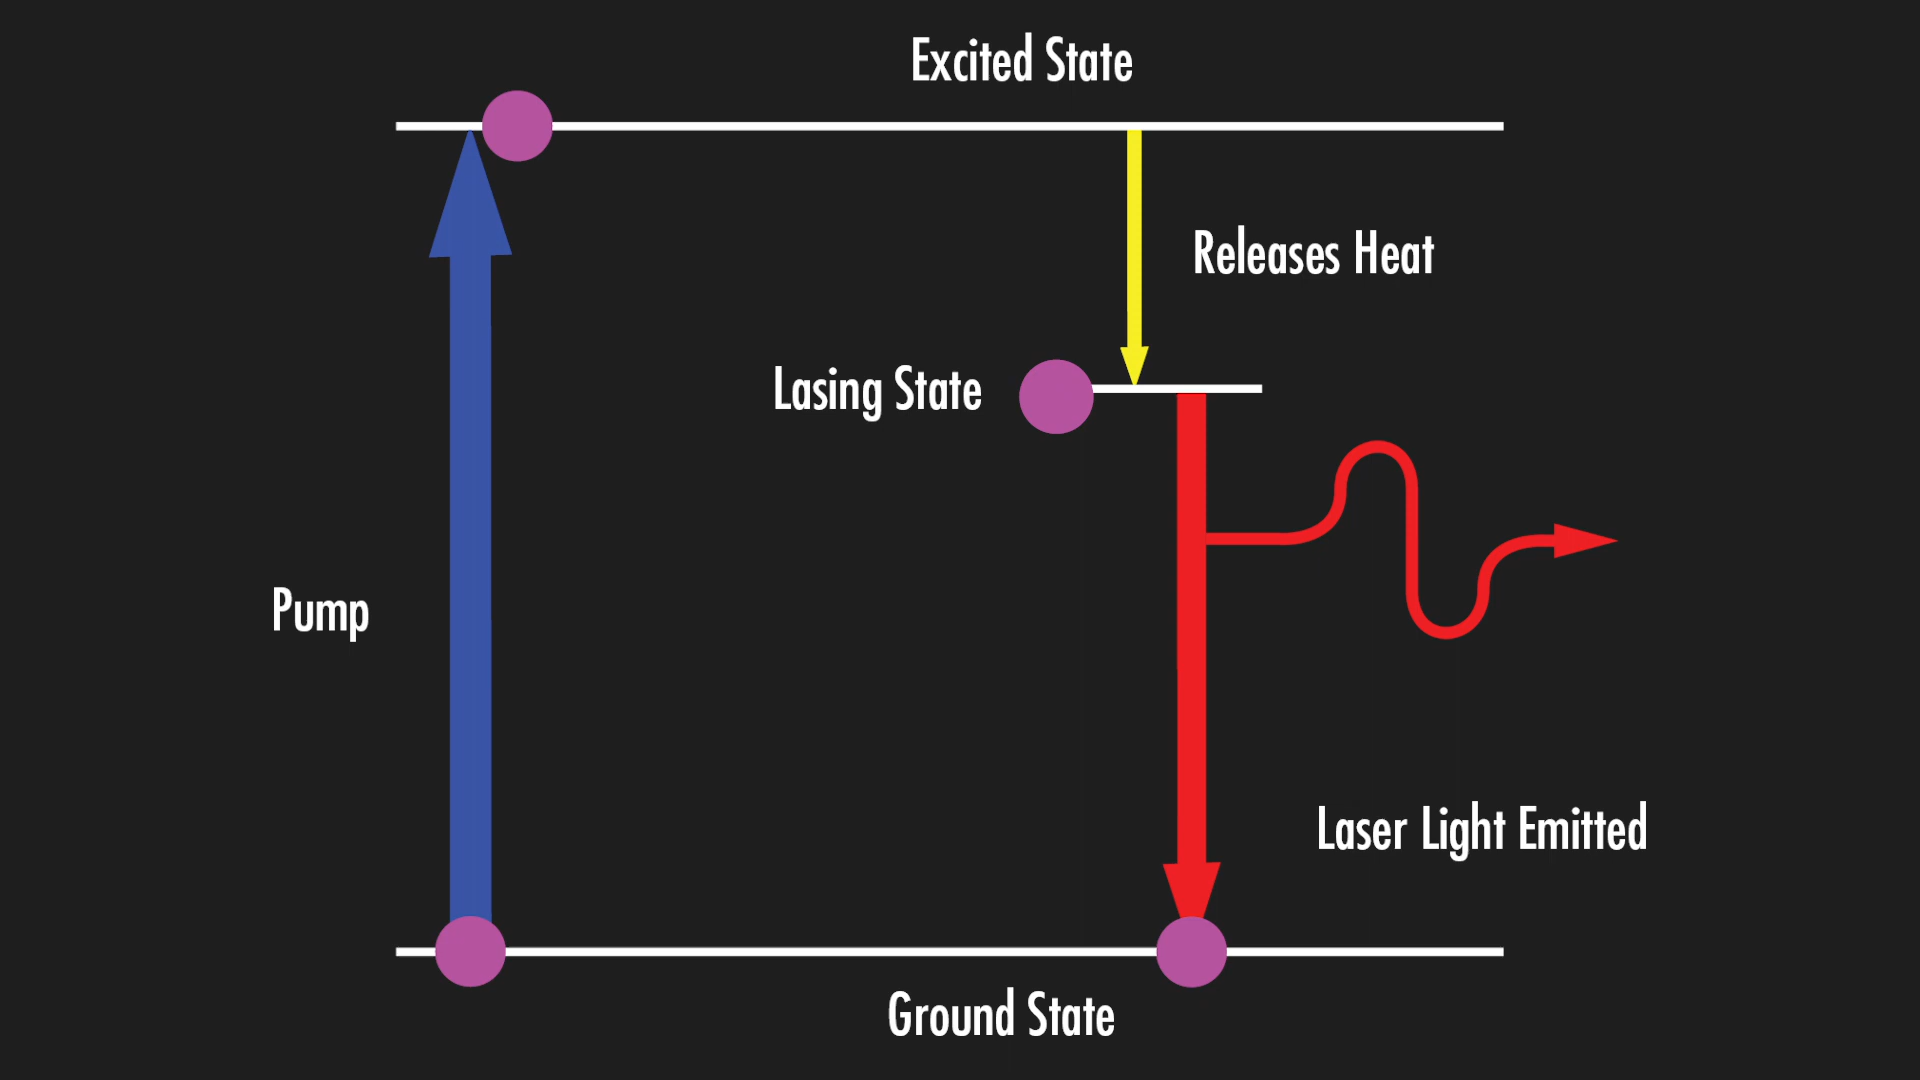 Excited State
Releases Heat
Lasing State
Pump
Laser Light Emitted
Ground State